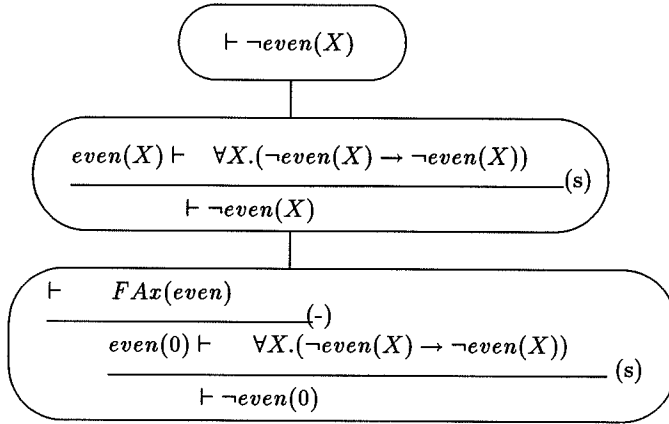 ⊢ ¬even(X)
even(X) ⊢ ∀X.(¬even(X) → ¬even(X))
(s)
⊢ ¬even(X)
⊢ FAx(even)
(-)
even(0) ⊢ ∀X.(¬even(X) → ¬even(X))
(s)
⊢ ¬even(0)